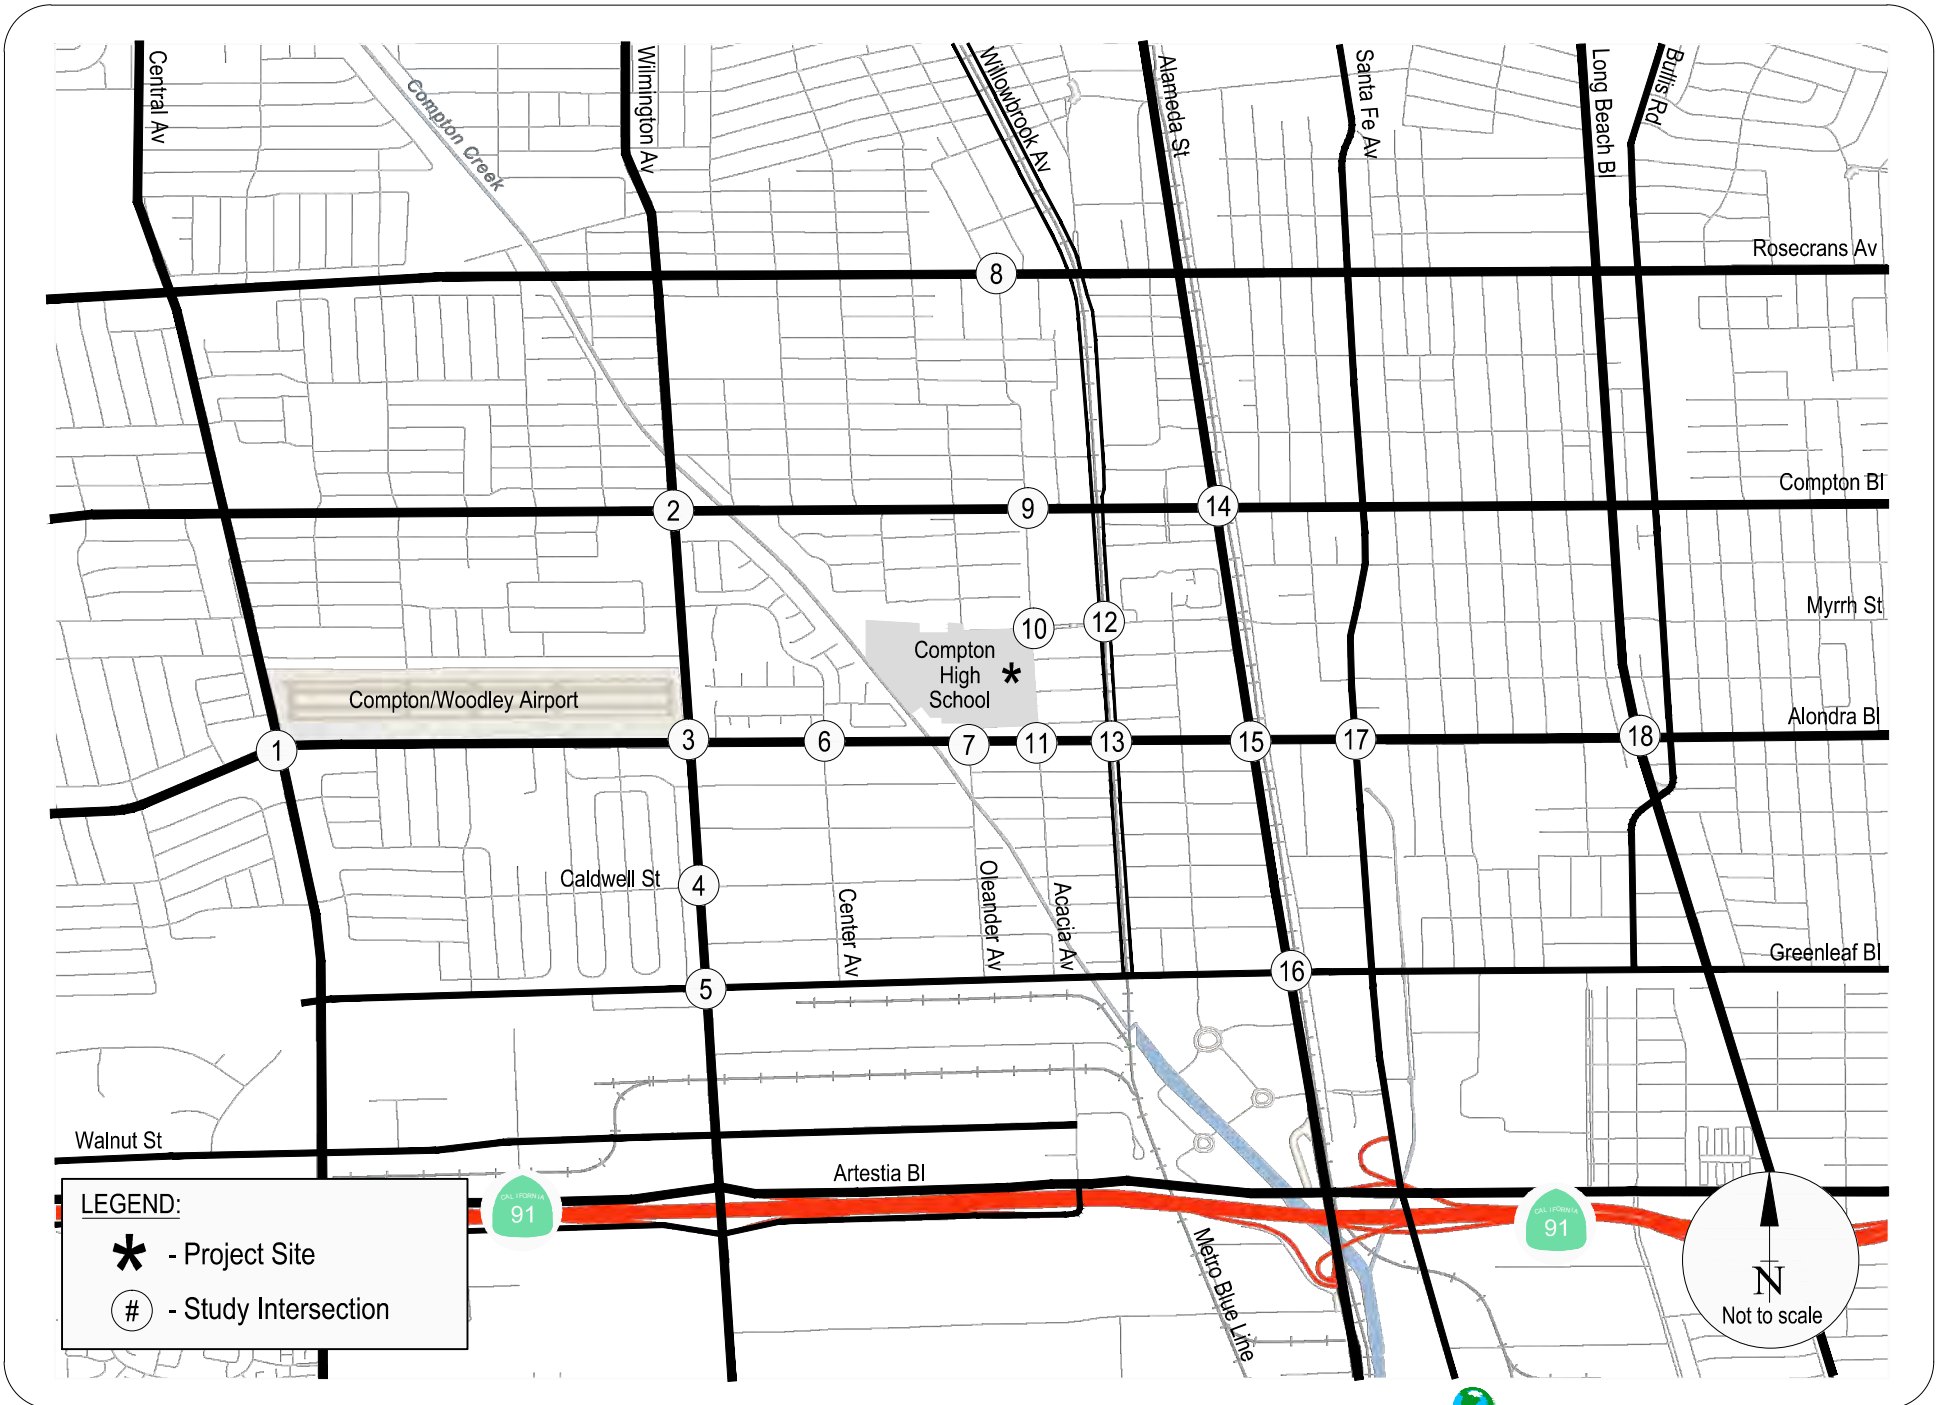 Central Av
Compton Creek
Wilmington Av
Willowbrook Av
Alameda St
Santa Fe Av
Long Beach Bl
Bullis Rd
Rosecrans Av
8
Compton Bl
2
9
14
Myrrh St
10
12
Compton
High
School
*
Compton/Woodley Airport
Alondra Bl
1
3
6
7
11
13
15
17
18
Caldwell St
4
Center Av
Oleander Av
Acacia Av
Greenleaf Bl
5
16
Walnut St
Artestia Bl
CALIFORNIA
91
CALIFORNIA
91
Metro Blue Line
LEGEND:
* - Project Site
# - Study Intersection
N
Not to scale